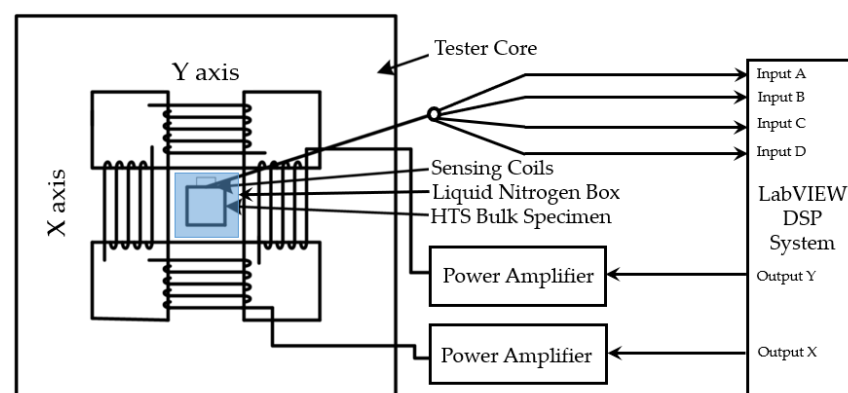 Y axis
X axis
Tester Core
Input A
Input B
Input C
Input D
Sensing Coils
Liquid Nitrogen Box
HTS Bulk Specimen
LabVIEW
DSP
System
Power Amplifier
Output Y
Power Amplifier
Output X